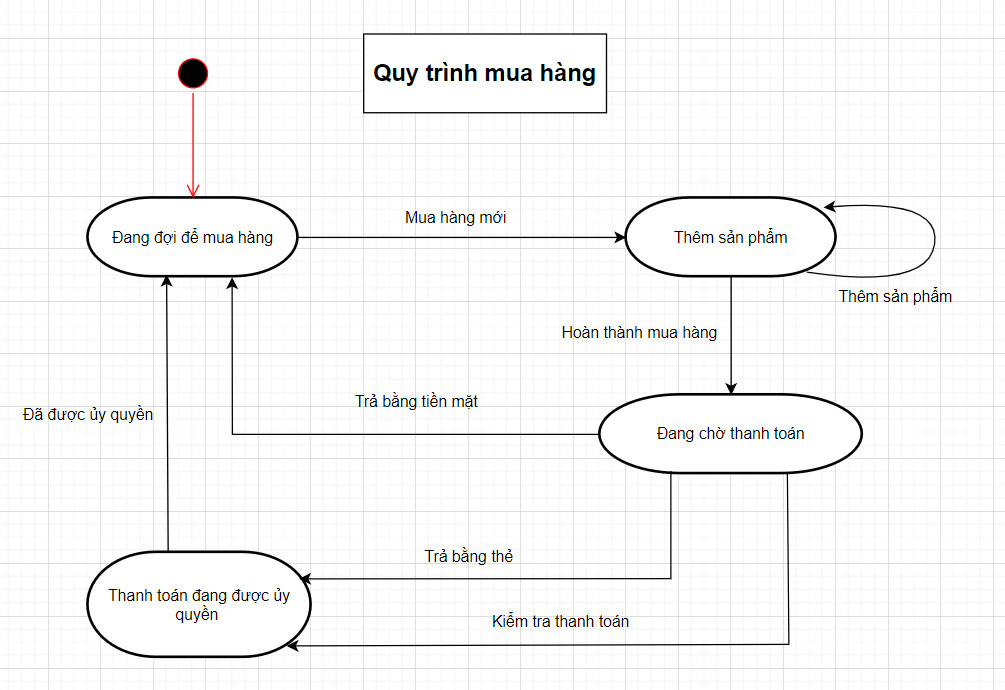 Quy trình mua hàng
Đang đợi để mua hàng
Mua hàng mới
Thêm sản phẩm
Thêm sản phẩm
Hoàn thành mua hàng
Trả bằng tiền mặt
Đã được ủy quyền
Đang chờ thanh toán
Trả bằng thẻ
Thanh toán đang được ủy
quyền
Kiểm tra thanh toán